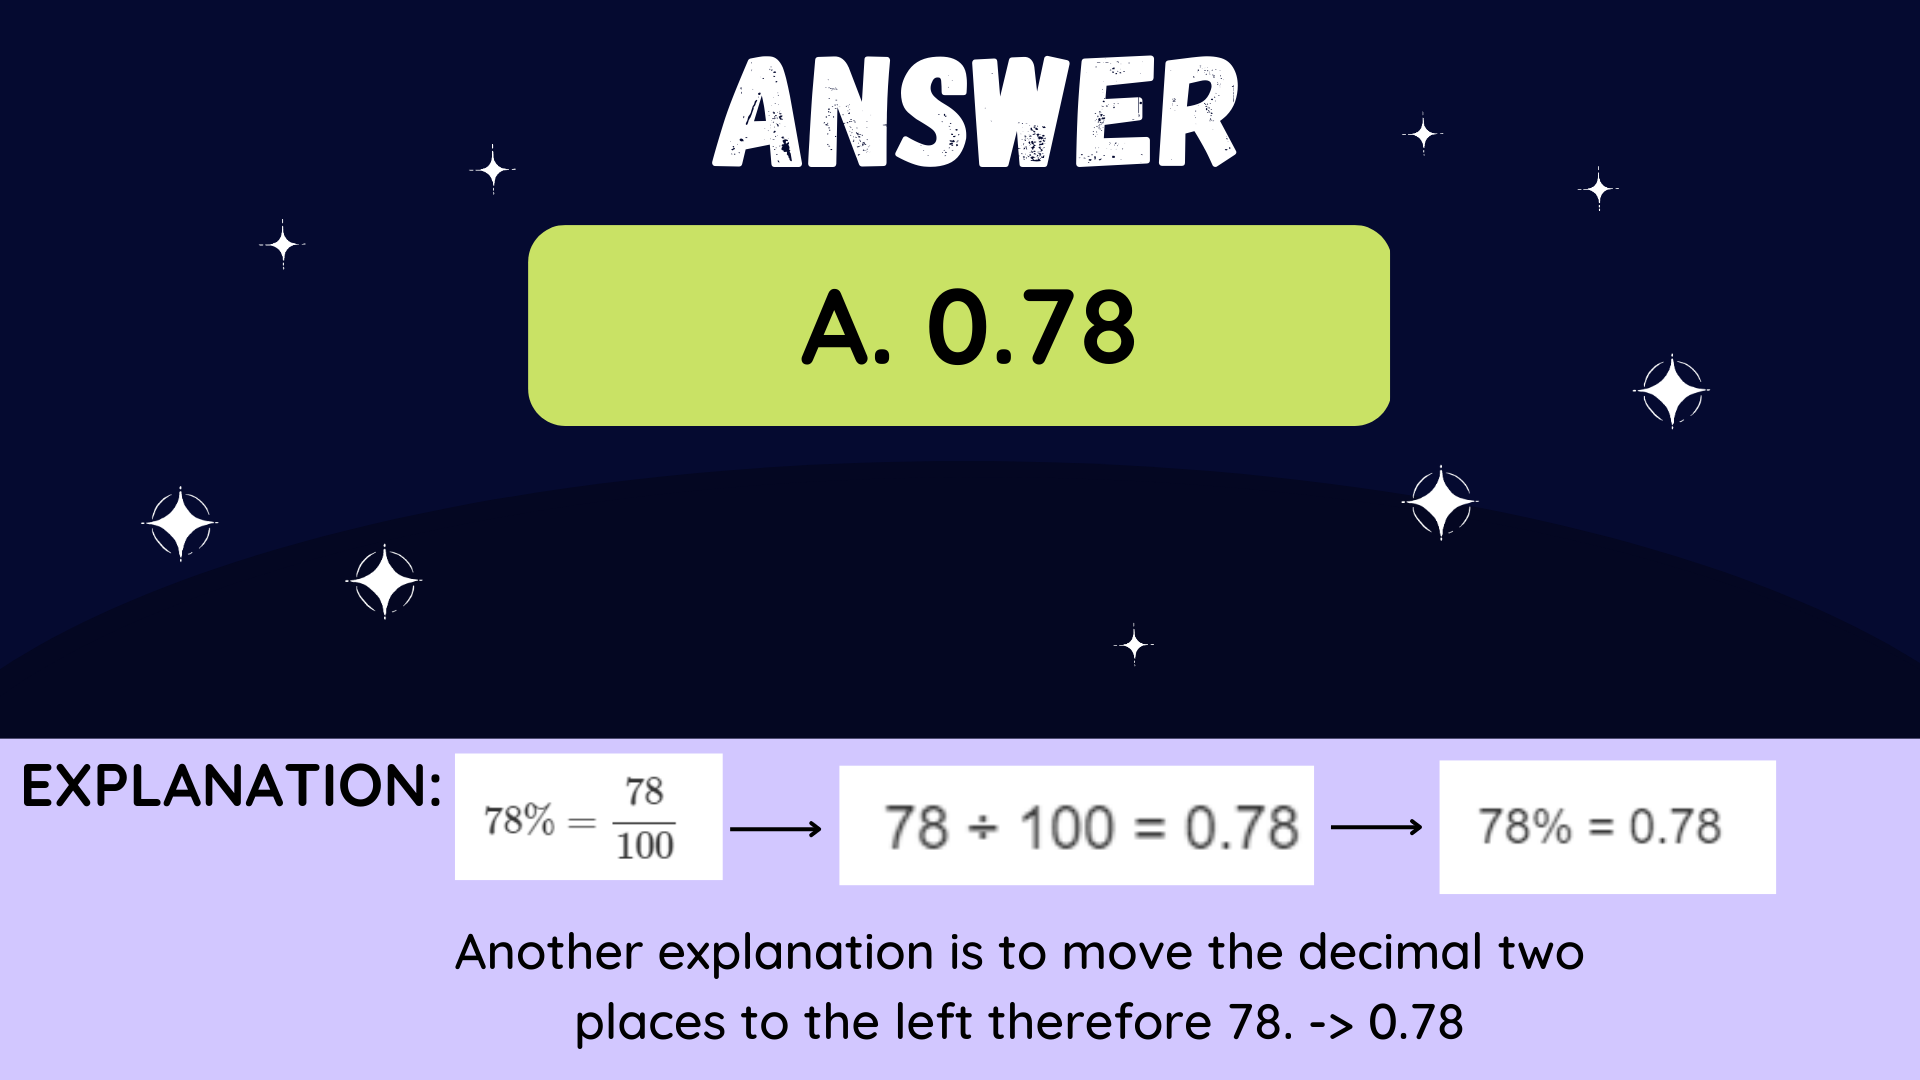 ANSWER
A. 0.78
EXPLANATION:
78% = 78/100
78 ÷ 100 = 0.78
78% = 0.78
Another explanation is to move the decimal two
places to the left therefore 78. -> 0.78